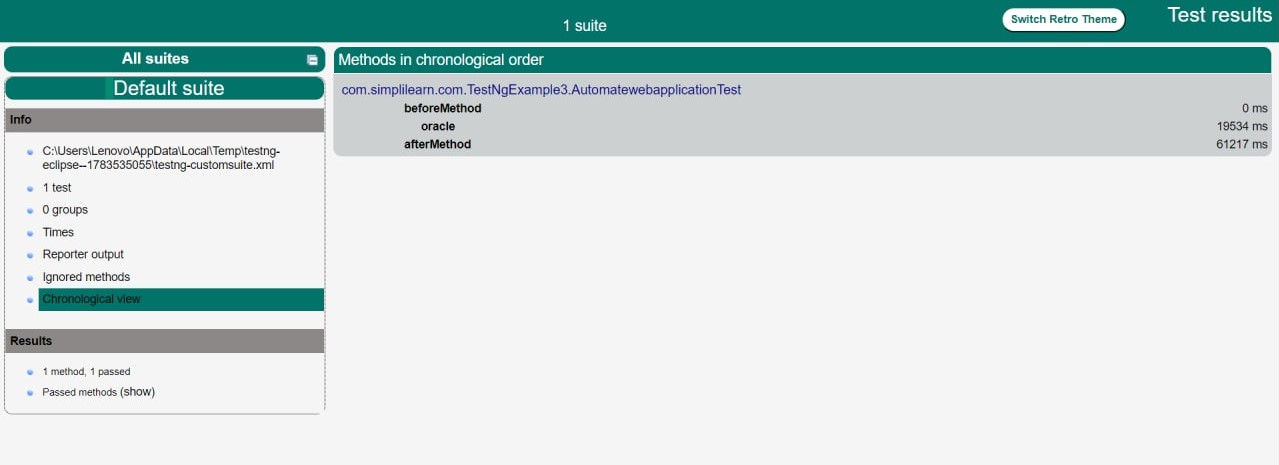 1 suite
Switch Retro Theme
Test results
All suites
Default suite
Info
C:\Users\Lenovo\AppData\Local\Temp\testng-
eclipse--1783535055\testng-customsuite.xml
1 test
0 groups
Times
Reporter output
Ignored methods
Chronological view
Results
1 method, 1 passed
Passed methods (show)
Methods in chronological order
com.simplilearn.com.TestNgExample3.AutomatewebapplicationTest
beforeMethod 0 ms
oracle 19534 ms
afterMethod 61217 ms